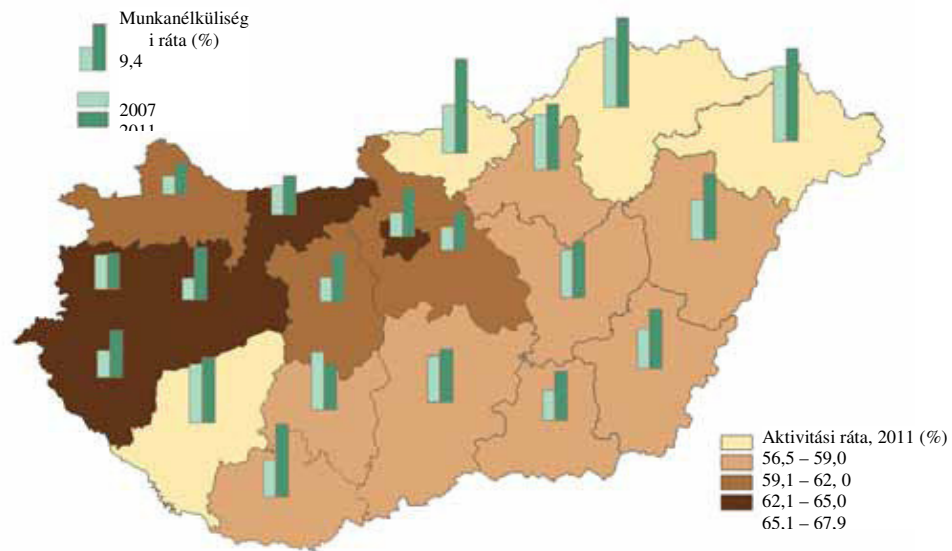 Munkanélküliség
i ráta (%)
9,4
2007
2011
Aktivitási ráta, 2011 (%)
56,5 – 59,0
59,1 – 62, 0
62,1 – 65,0
65.1 – 67.9